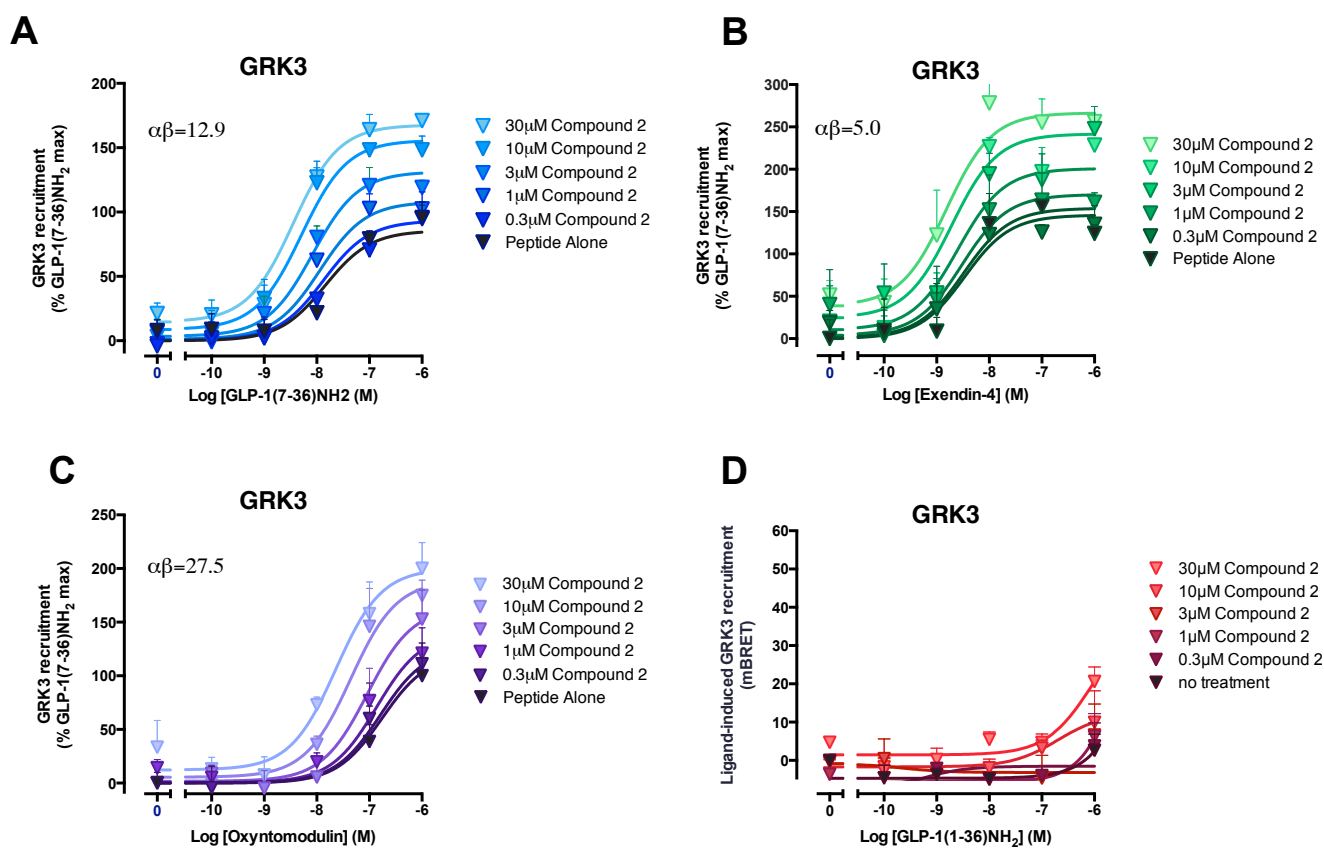 A
GRK3
GRK3 recruitment
(% GLP-1(7-36)NH2 max)
200
150
100
50
0
αβ=12.9
30μM Compound 2
10μM Compound 2
3μM Compound 2
1μM Compound 2
0.3μM Compound 2
Peptide Alone
0 -10 -9 -8 -7 -6
Log [GLP-1(7-36)NH2 (M)
B
GRK3
GRK3 recruitment
(% GLP-1(7-36)NH2 max)
300
250
200
150
100
50
0
αβ=5.0
30μM Compound 2
10μM Compound 2
3μM Compound 2
1μM Compound 2
0.3μM Compound 2
Peptide Alone
0 -10 -9 -8 -7 -6
Log [Exendin-4] (M)
C
GRK3
GRK3 recruitment
(% GLP-1(7-36)NH2 max)
250
200
150
100
50
0
αβ=27.5
30μM Compound 2
10μM Compound 2
3μM Compound 2
1μM Compound 2
0.3μM Compound 2
Peptide Alone
0 -10 -9 -8 -7 -6
Log [Oxyntomodulin] (M)
D
GRK3
Ligand-induced GRK3 recruitment
(mBRET)
60
50
40
30
20
10
0
30μM Compound 2
10μM Compound 2
3μM Compound 2
1μM Compound 2
0.3μM Compound 2
no treatment
0 -10 -9 -8 -7 -6
Log [GLP-1(1-36)NH2] (M)